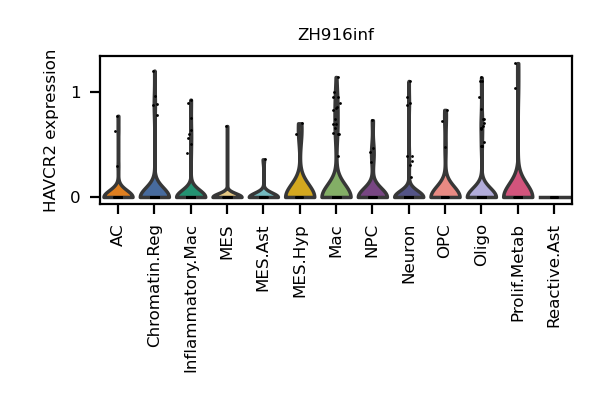 ZH916inf
HAVCR2 expression
1
0
AC
Chromatin.Reg
Inflammatory.Mac
MES
MES.Ast
MES.Hyp
Mac
NPC
Neuron
OPC
Oligo
Prolif.Metab
Reactive.Ast